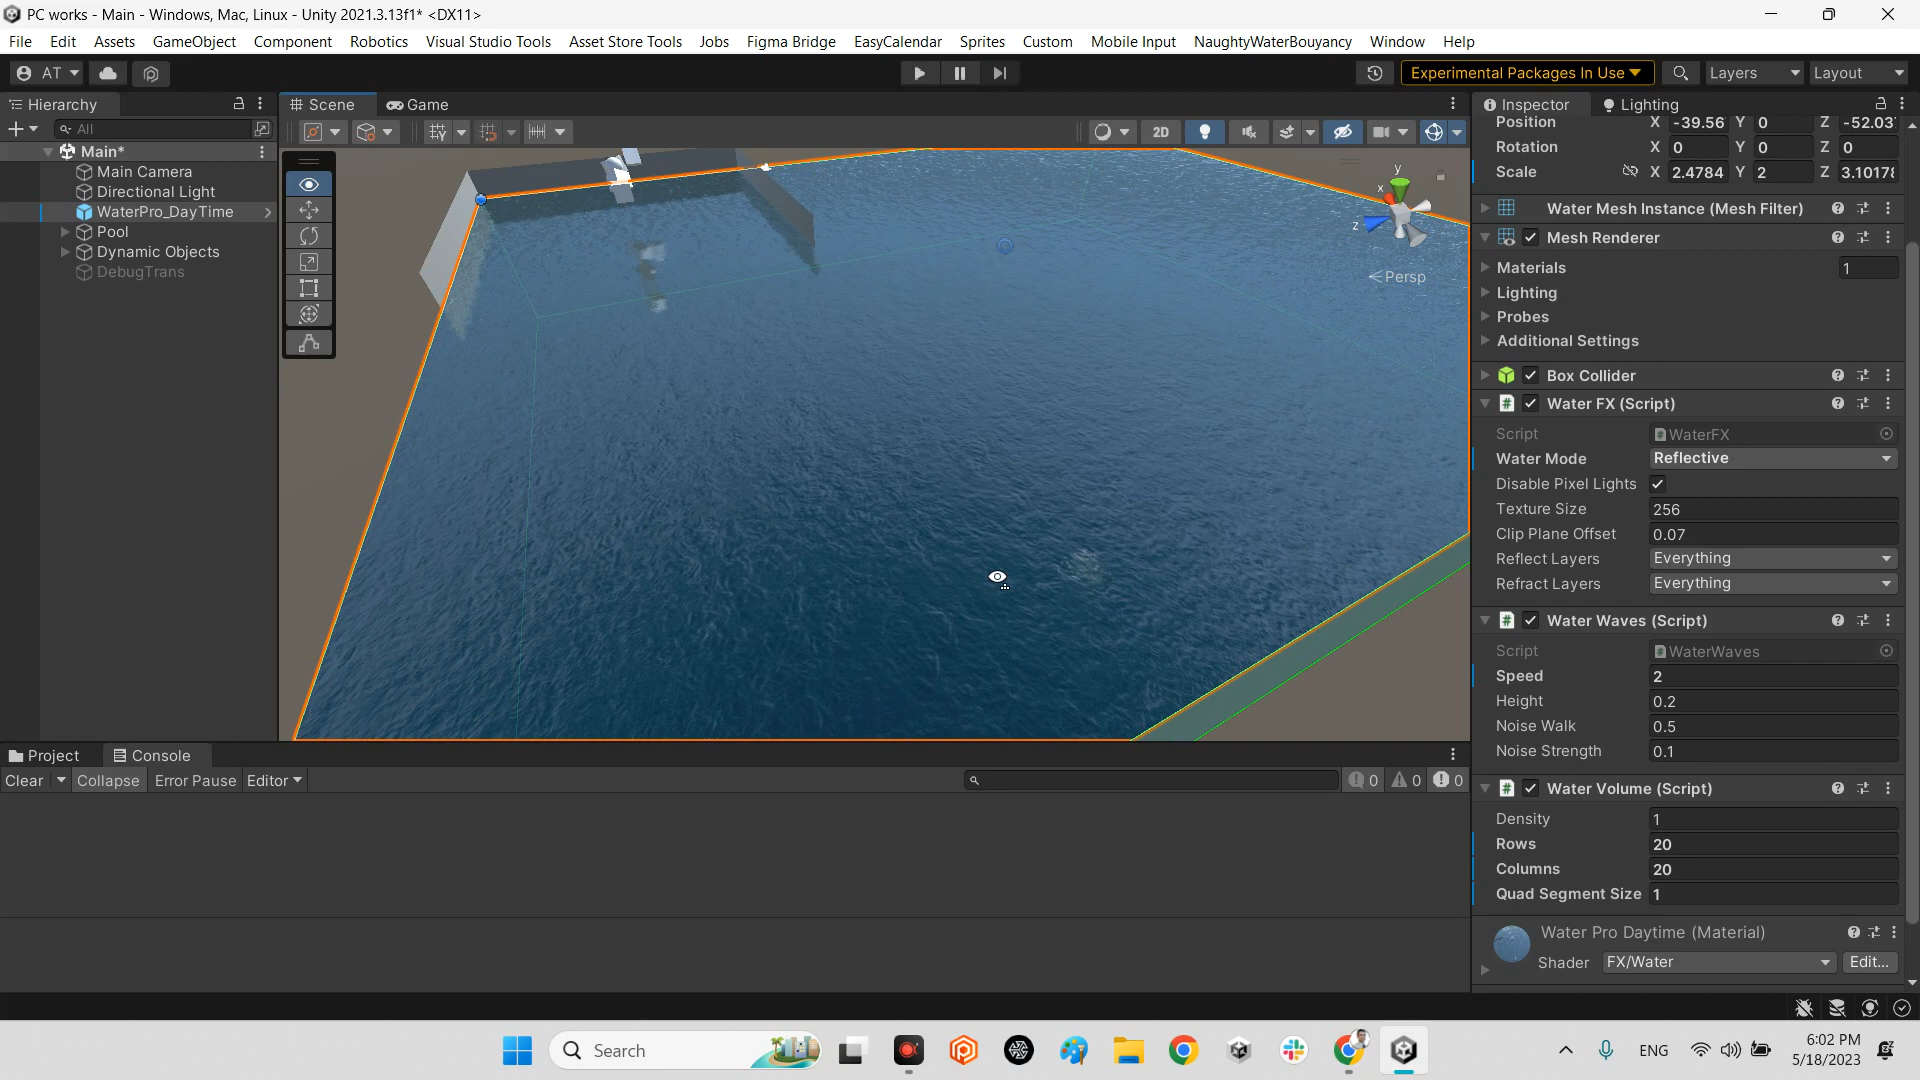 PC works - Main - Windows, Mac, Linux - Unity 2021.3.13f1* <DX11>
File Edit Assets GameObject Component Robotics Visual Studio Tools Asset Store Tools Jobs Figma Bridge EasyCalendar Sprites Custom Mobile Input NaughtyWaterBouyancy Window Help
AT Experimental Packages In Use Layers Layout
Hierarchy
All
Main*
Main Camera
Directional Light
WaterPro_DayTime
Pool
Dynamic Objects
DebugTrans
Scene Game
2D
y
x
z
Persp
Inspector Lighting
Position X -39.56 Y 0 Z -52.03
Rotation X 0 Y 0 Z 0
Scale X 2.4784 Y 2 Z 3.1017
Water Mesh Instance (Mesh Filter)
Mesh Renderer
Materials 1
Lighting
Probes
Additional Settings
Box Collider
Water FX (Script)
Script WaterFX
Water Mode Reflective
Disable Pixel Lights
Texture Size 256
Clip Plane Offset 0.07
Reflect Layers Everything
Refract Layers Everything
Water Waves (Script)
Script WaterWaves
Speed 2
Height 0.2
Noise Walk 0.5
Noise Strength 0.1
Water Volume (Script)
Density 1
Rows 20
Columns 20
Quad Segment Size 1
Water Pro Daytime (Material)
Shader FX/Water Edit...
Project Console
Clear Collapse Error Pause Editor 0 0 0
Search
ENG
6:02 PM
5/18/2023